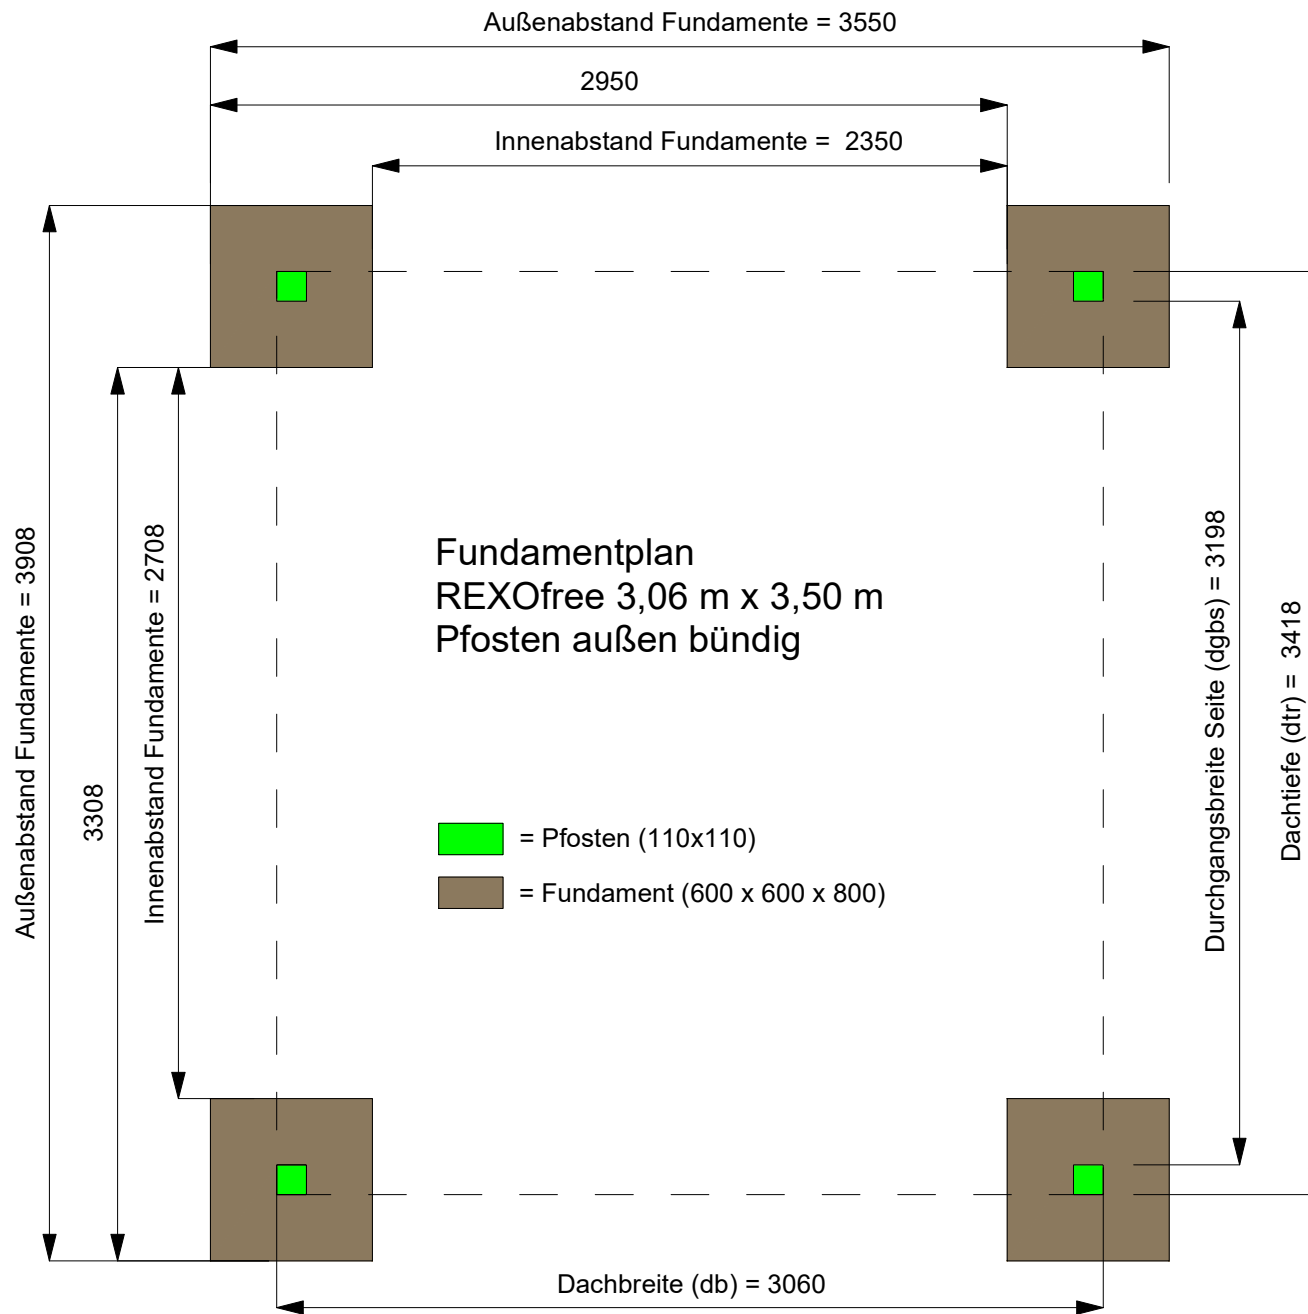 Außenabstand Fundamente = 3550
2950
Innenabstand Fundamente =  2350
Außenabstand Fundamente = 3908
3308
Innenabstand Fundamente = 2708
Fundamentplan
REXOfree 3,06 m x 3,50 m
Pfosten außen bündig
= Pfosten (110x110)
= Fundament (600 x 600 x 800)
Durchgangsbreite Seite (dgbs) = 3198
Dachtiefe (dtr) =  3418
Dachbreite (db) = 3060